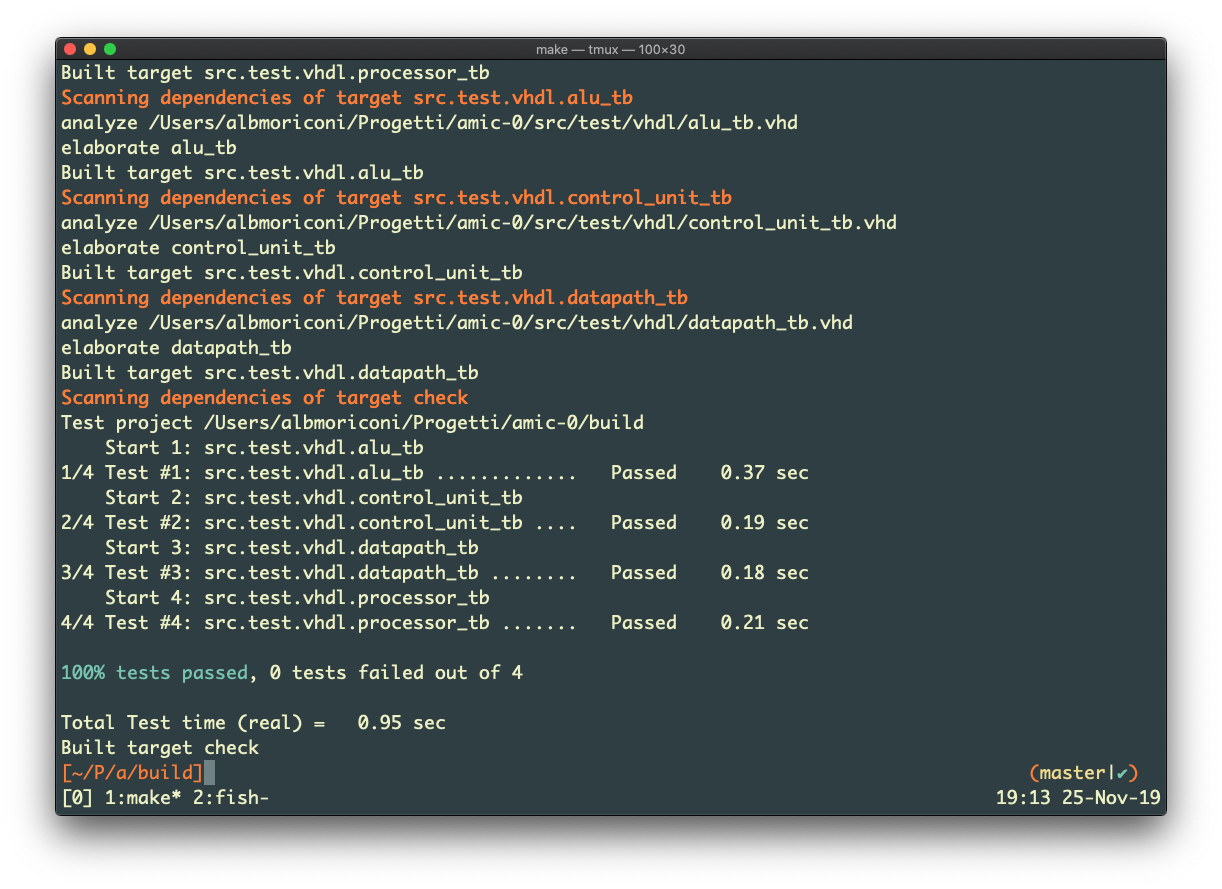 make — tmux — 100×30
Built target src.test.vhdl.processor_tb
Scanning dependencies of target src.test.vhdl.alu_tb
analyze /Users/albmoriconi/Progetti/amic-0/src/test/vhdl/alu_tb.vhd
elaborate alu_tb
Built target src.test.vhdl.alu_tb
Scanning dependencies of target src.test.vhdl.control_unit_tb
analyze /Users/albmoriconi/Progetti/amic-0/src/test/vhdl/control_unit_tb.vhd
elaborate control_unit_tb
Built target src.test.vhdl.control_unit_tb
Scanning dependencies of target src.test.vhdl.datapath_tb
analyze /Users/albmoriconi/Progetti/amic-0/src/test/vhdl/datapath_tb.vhd
elaborate datapath_tb
Built target src.test.vhdl.datapath_tb
Scanning dependencies of target check
Test project /Users/albmoriconi/Progetti/amic-0/build
    Start 1: src.test.vhdl.alu_tb
1/4 Test #1: src.test.vhdl.alu_tb .............   Passed    0.37 sec
    Start 2: src.test.vhdl.control_unit_tb
2/4 Test #2: src.test.vhdl.control_unit_tb ....   Passed    0.19 sec
    Start 3: src.test.vhdl.datapath_tb
3/4 Test #3: src.test.vhdl.datapath_tb ........   Passed    0.18 sec
    Start 4: src.test.vhdl.processor_tb
4/4 Test #4: src.test.vhdl.processor_tb .......   Passed    0.21 sec
100% tests passed, 0 tests failed out of 4
Total Test time (real) =   0.95 sec
Built target check
[~/P/a/build] (master|✔)
[0] 1:make* 2:fish- 19:13 25-Nov-19